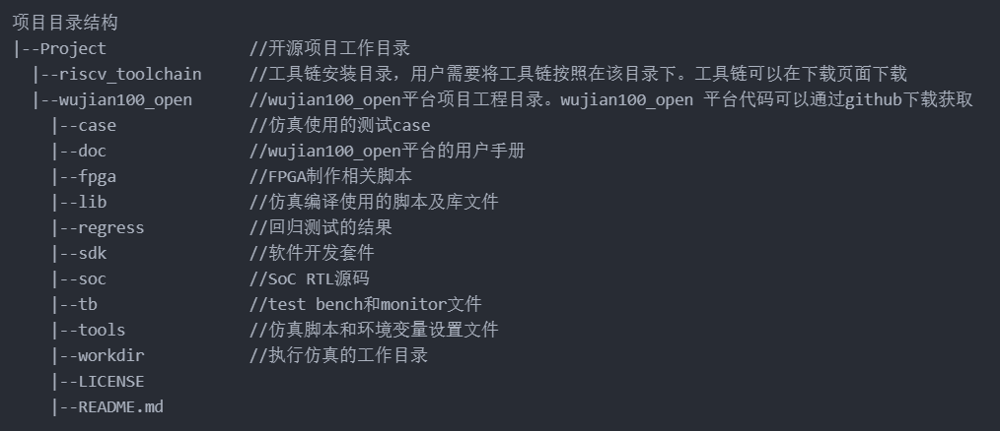 项目目录结构
|--Project //开源项目工作目录
|--riscv_toolchain //工具链安装目录，用户需要将工具链按照在该目录下。工具链可以在下载页面下载
|--wujian100_open //wujian100_open平台项目工程目录。wujian100_open 平台代码可以通过github下载获取
|--case //仿真使用的测试case
|--doc //wujian100_open平台的用户手册
|--fpga //FPGA制作相关脚本
|--lib //仿真编译使用的脚本及库文件
|--regress //回归测试的结果
|--sdk //软件开发套件
|--soc //SoC RTL源码
|--tb //test bench和monitor文件
|--tools //仿真脚本和环境变量设置文件
|--workdir //执行仿真的工作目录
|--LICENSE
|--README.md